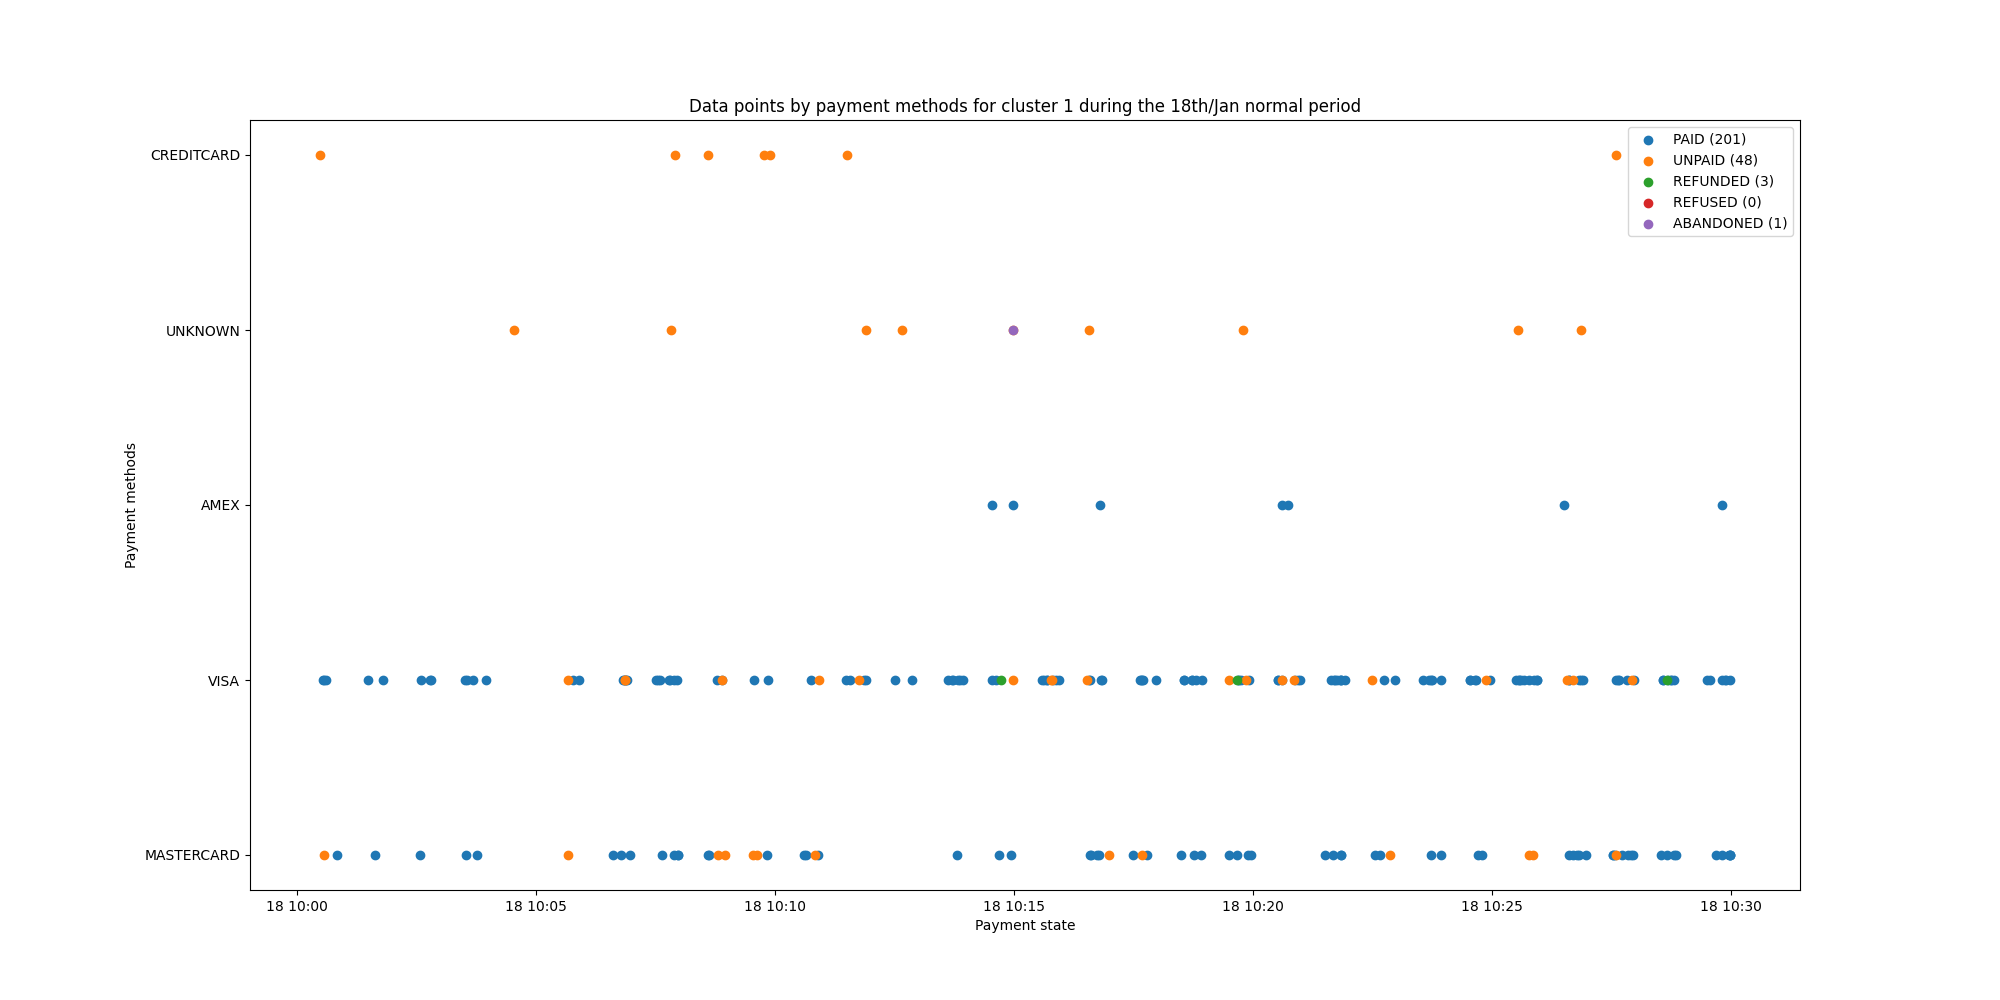 Data points by payment methods for cluster 1 during the 18th/Jan normal period
PAID (201)
UNPAID (48)
REFUNDED (3)
REFUSED (0)
ABANDONED (1)
Payment methods
CREDITCARD
UNKNOWN
AMEX
VISA
MASTERCARD
18 10:00 18 10:05 18 10:10 18 10:15 18 10:20 18 10:25 18 10:30
Payment state